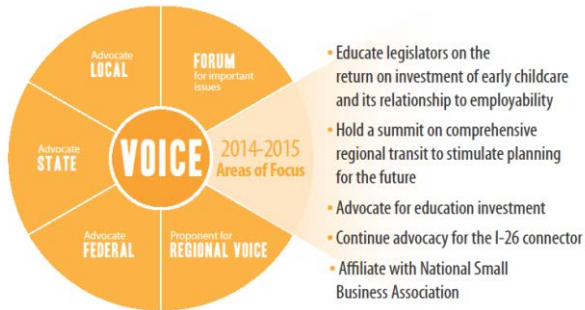 Advocate
LOCAL
FORUM
for important
issues
Advocate
STATE
VOICE
2014-2015
Areas of Focus
Advocate
FEDERAL
Proponent for
REGIONAL VOICE
• Educate legislators on the
return on investment of early childcare
and its relationship to employability
• Hold a summit on comprehensive
regional transit to stimulate planning
for the future
• Advocate for education investment
• Continue advocacy for the I-26 connector
• Affiliate with National Small
Business Association